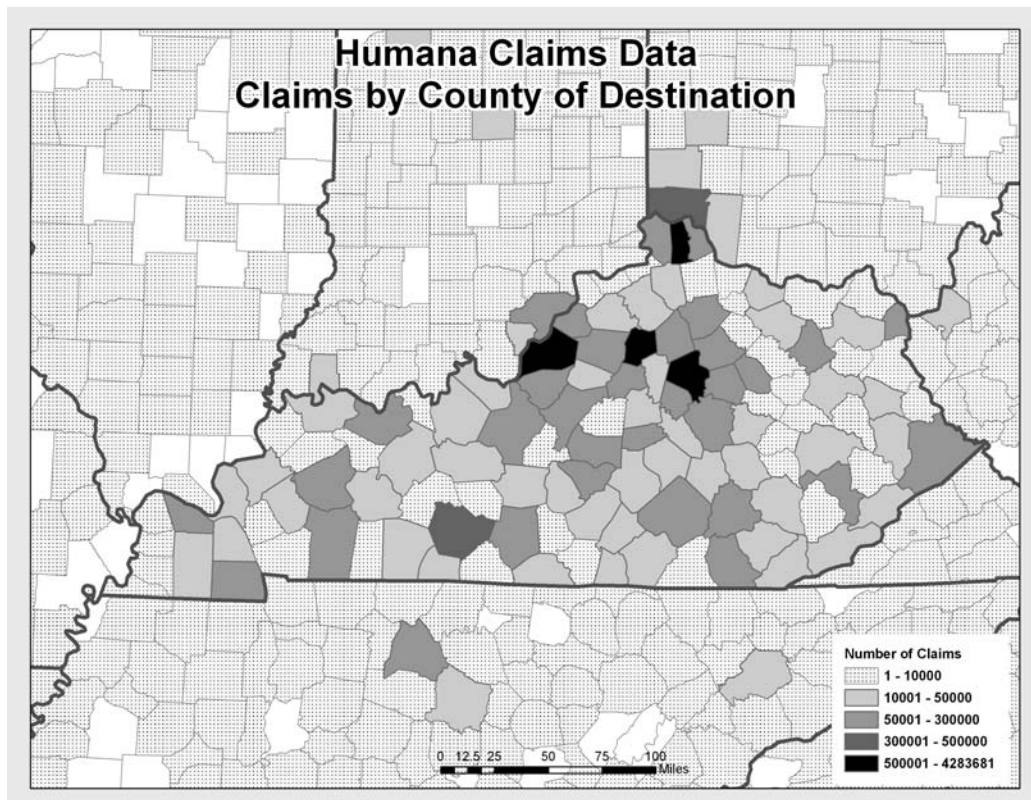 Humana Claims Data
Claims by County of Destination
Number of Claims
1 - 10000
10001 - 50000
50001 - 300000
300001 - 500000
500001 - 4283681
0 12.5 25 50 75 100
Miles